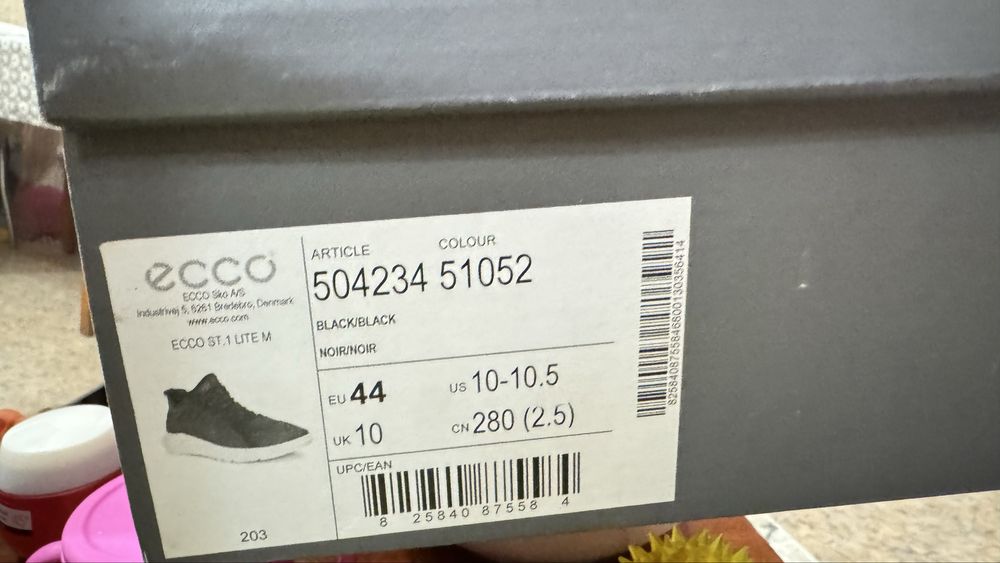 ecco
ECCO Sko A/S
Industrivej 5, 6261 Bredebro, Denmark
www.ecco.com
ECCO ST.1 LITE M
203
ARTICLE COLOUR
504234 51052
BLACK/BLACK
NOIR/NOIR
EU 44 US 10-10.5
UK 10 CN 280 (2.5)
UPC/EAN
8 25840 87558 4
8258408755846600130356414